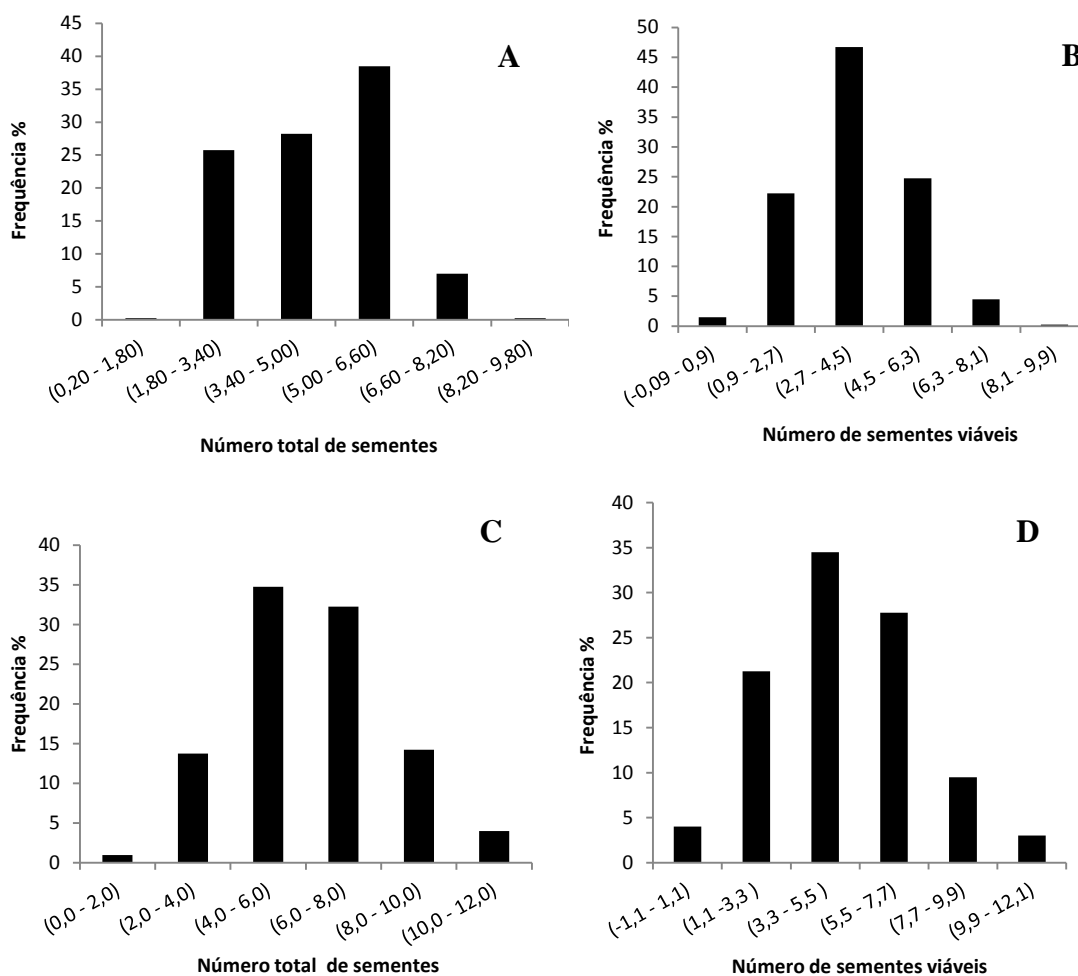 A
Frequência %
45
40
35
30
25
20
15
10
5
0
(0,20 - 1,80)
(1,80 - 3,40)
(3,40 - 5,00)
(5,00 - 6,60)
(6,60 - 8,20)
(8,20 - 9,80)
Número total de sementes
B
Frequência %
50
45
40
35
30
25
20
15
10
5
0
(-0,09 - 0,9)
(0,9 - 2,7)
(2,7 - 4,5)
(4,5 - 6,3)
(6,3 - 8,1)
(8,1 - 9,9)
Número de sementes viáveis
C
Frequência %
40
35
30
25
20
15
10
5
0
(0,0 - 2,0)
(2,0 - 4,0)
(4,0 - 6,0)
(6,0 - 8,0)
(8,0 - 10,0)
(10,0 - 12,0)
Número total de sementes
D
Frequência %
40
35
30
25
20
15
10
5
0
(-1,1 - 1,1)
(1,1 -3,3 )
(3,3 - 5,5 )
(5,5 - 7,7)
(7,7 - 9,9)
(9,9 - 12,1)
Número de sementes viáveis